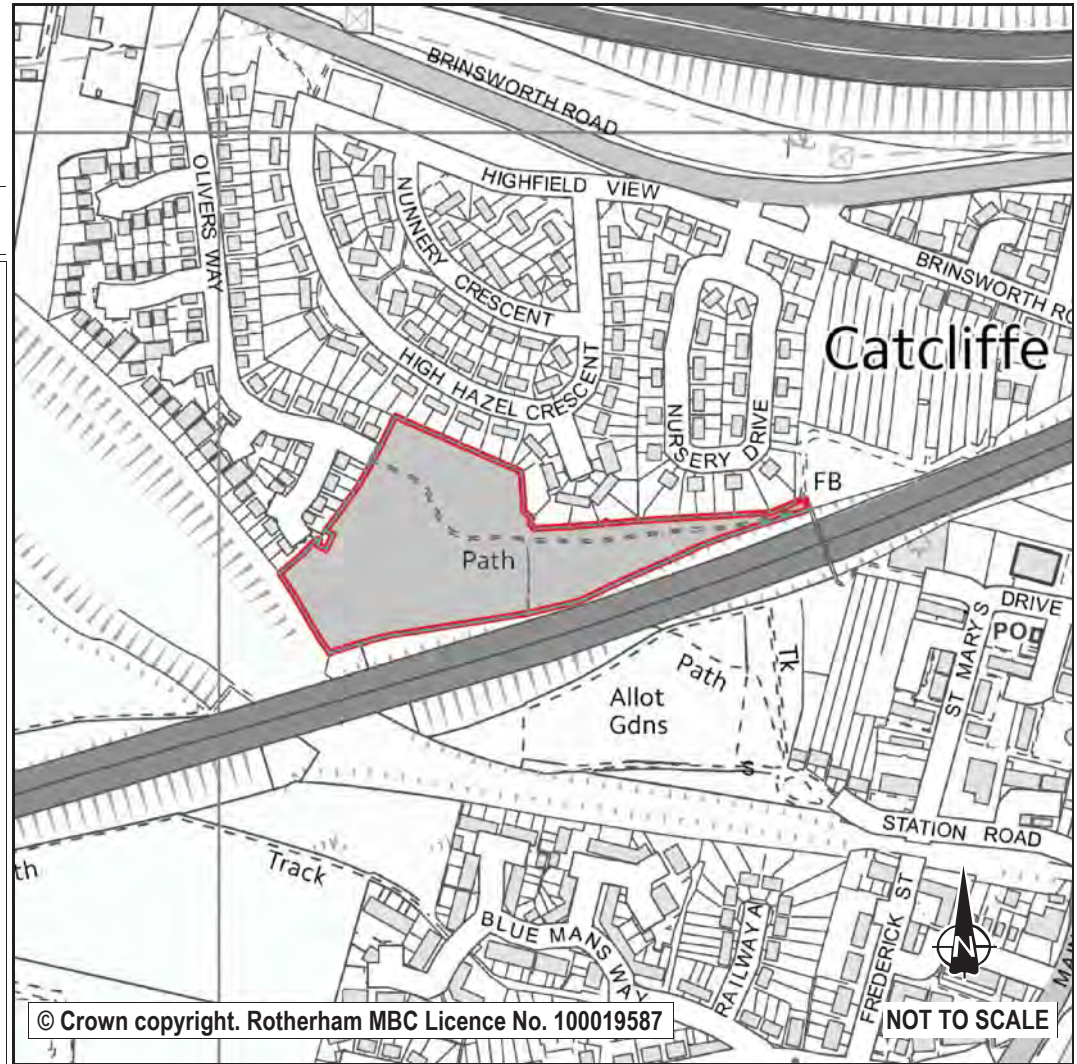 BRINSWORTH ROAD
OLIVERS WAY
HIGHFIELD VIEW
NUNNERY CRESCENT
BRINSWORTH RO
Catcliffe
HIGH HAZEL CRESCENT
NURSERY DRIVE
FB
Path
DRIVE
PO
ST MARY'S
Path
Tk
Allot
Gdns
STATION ROAD
th
Track
BLUE MANS WAY
RAILWAY A
FREDERICK ST
MAIN
N
© Crown copyright. Rotherham MBC Licence No. 100019587
NOT TO SCALE